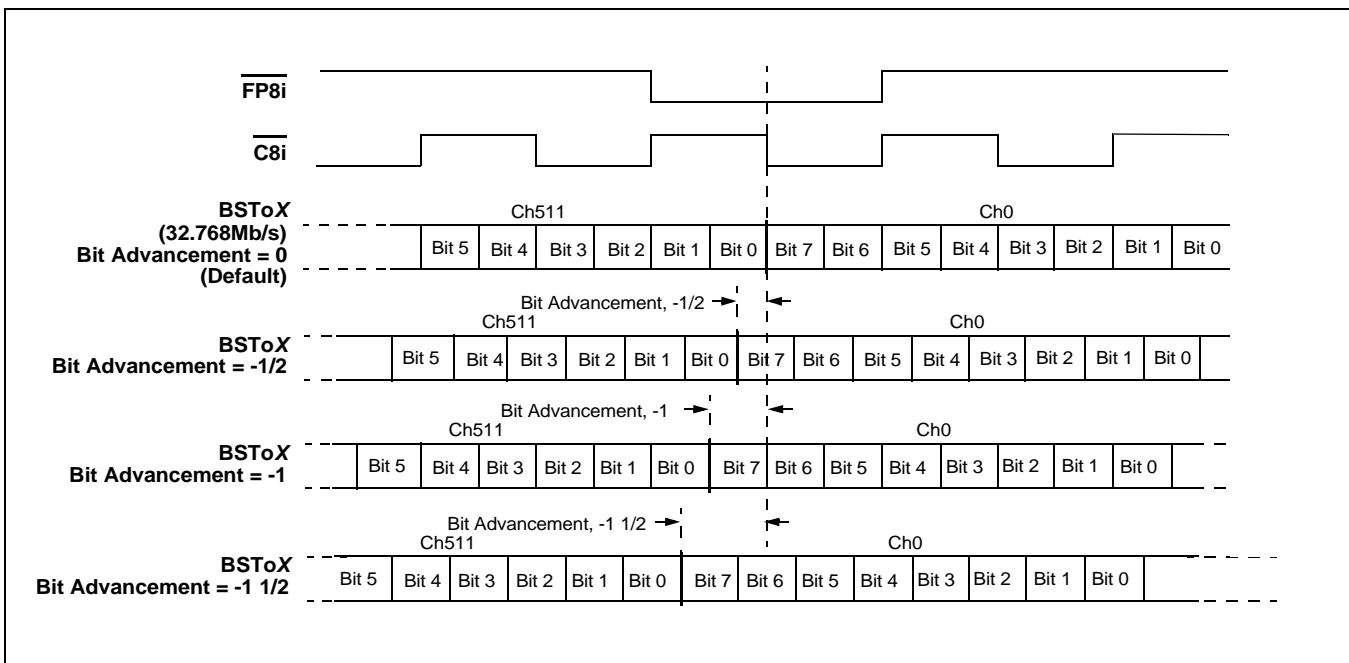 FP8i
C8i
BSToX
(32.768Mb/s)
Bit Advancement = 0
(Default)
Ch511 Ch0
Bit 5 Bit 4 Bit 3 Bit 2 Bit 1 Bit 0 Bit 7 Bit 6 Bit 5 Bit 4 Bit 3 Bit 2 Bit 1 Bit 0
Bit Advancement, -1/2
Ch511 Ch0
BSToX
Bit Advancement = -1/2
Bit 5 Bit 4 Bit 3 Bit 2 Bit 1 Bit 0 Bit 7 Bit 6 Bit 5 Bit 4 Bit 3 Bit 2 Bit 1 Bit 0
Bit Advancement, -1
Ch511 Ch0
BSToX
Bit Advancement = -1
Bit 5 Bit 4 Bit 3 Bit 2 Bit 1 Bit 0 Bit 7 Bit 6 Bit 5 Bit 4 Bit 3 Bit 2 Bit 1 Bit 0
Bit Advancement, -1 1/2
Ch511 Ch0
BSToX
Bit Advancement = -1 1/2
Bit 5 Bit 4 Bit 3 Bit 2 Bit 1 Bit 0 Bit 7 Bit 6 Bit 5 Bit 4 Bit 3 Bit 2 Bit 1 Bit 0